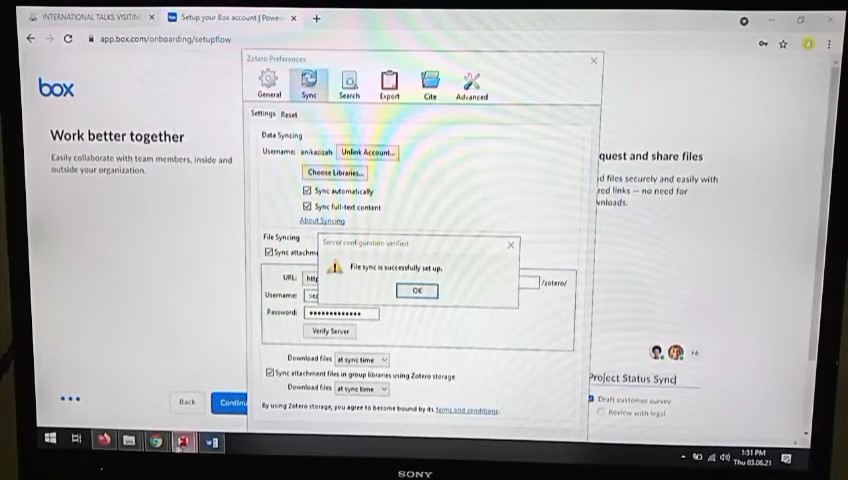 INTERNATIONAL TALKS VISITIN
Setup your Box account | Powe
app.box.com/onboarding/setupflow
box
Work better together
Easily collaborate with team members, inside and
outside your organization.
Back
Continu
Zotero Preferences
General Sync Search Export Cite Advanced
Settings Reset
Data Syncing
Username: Unlink Account...
Choose Libraries...
Sync automatically
Sync full-text content
About Syncing
File Syncing
Sync attachme
URL: http
/zotero/
Username:
Password:
Verify Server
Server configuration verified
File sync is successfully set up.
OK
Download files at sync time
Sync attachment files in group libraries using Zotero storage
Download files at sync time
By using Zotero storage, you agree to become bound by its terms and conditions.
quest and share files
d files securely and easily with
red links — no need for
wnloads.
Project Status Sync
Draft customer survey
Review with legal
1:51 PM
Thu 03.06.21
SONY